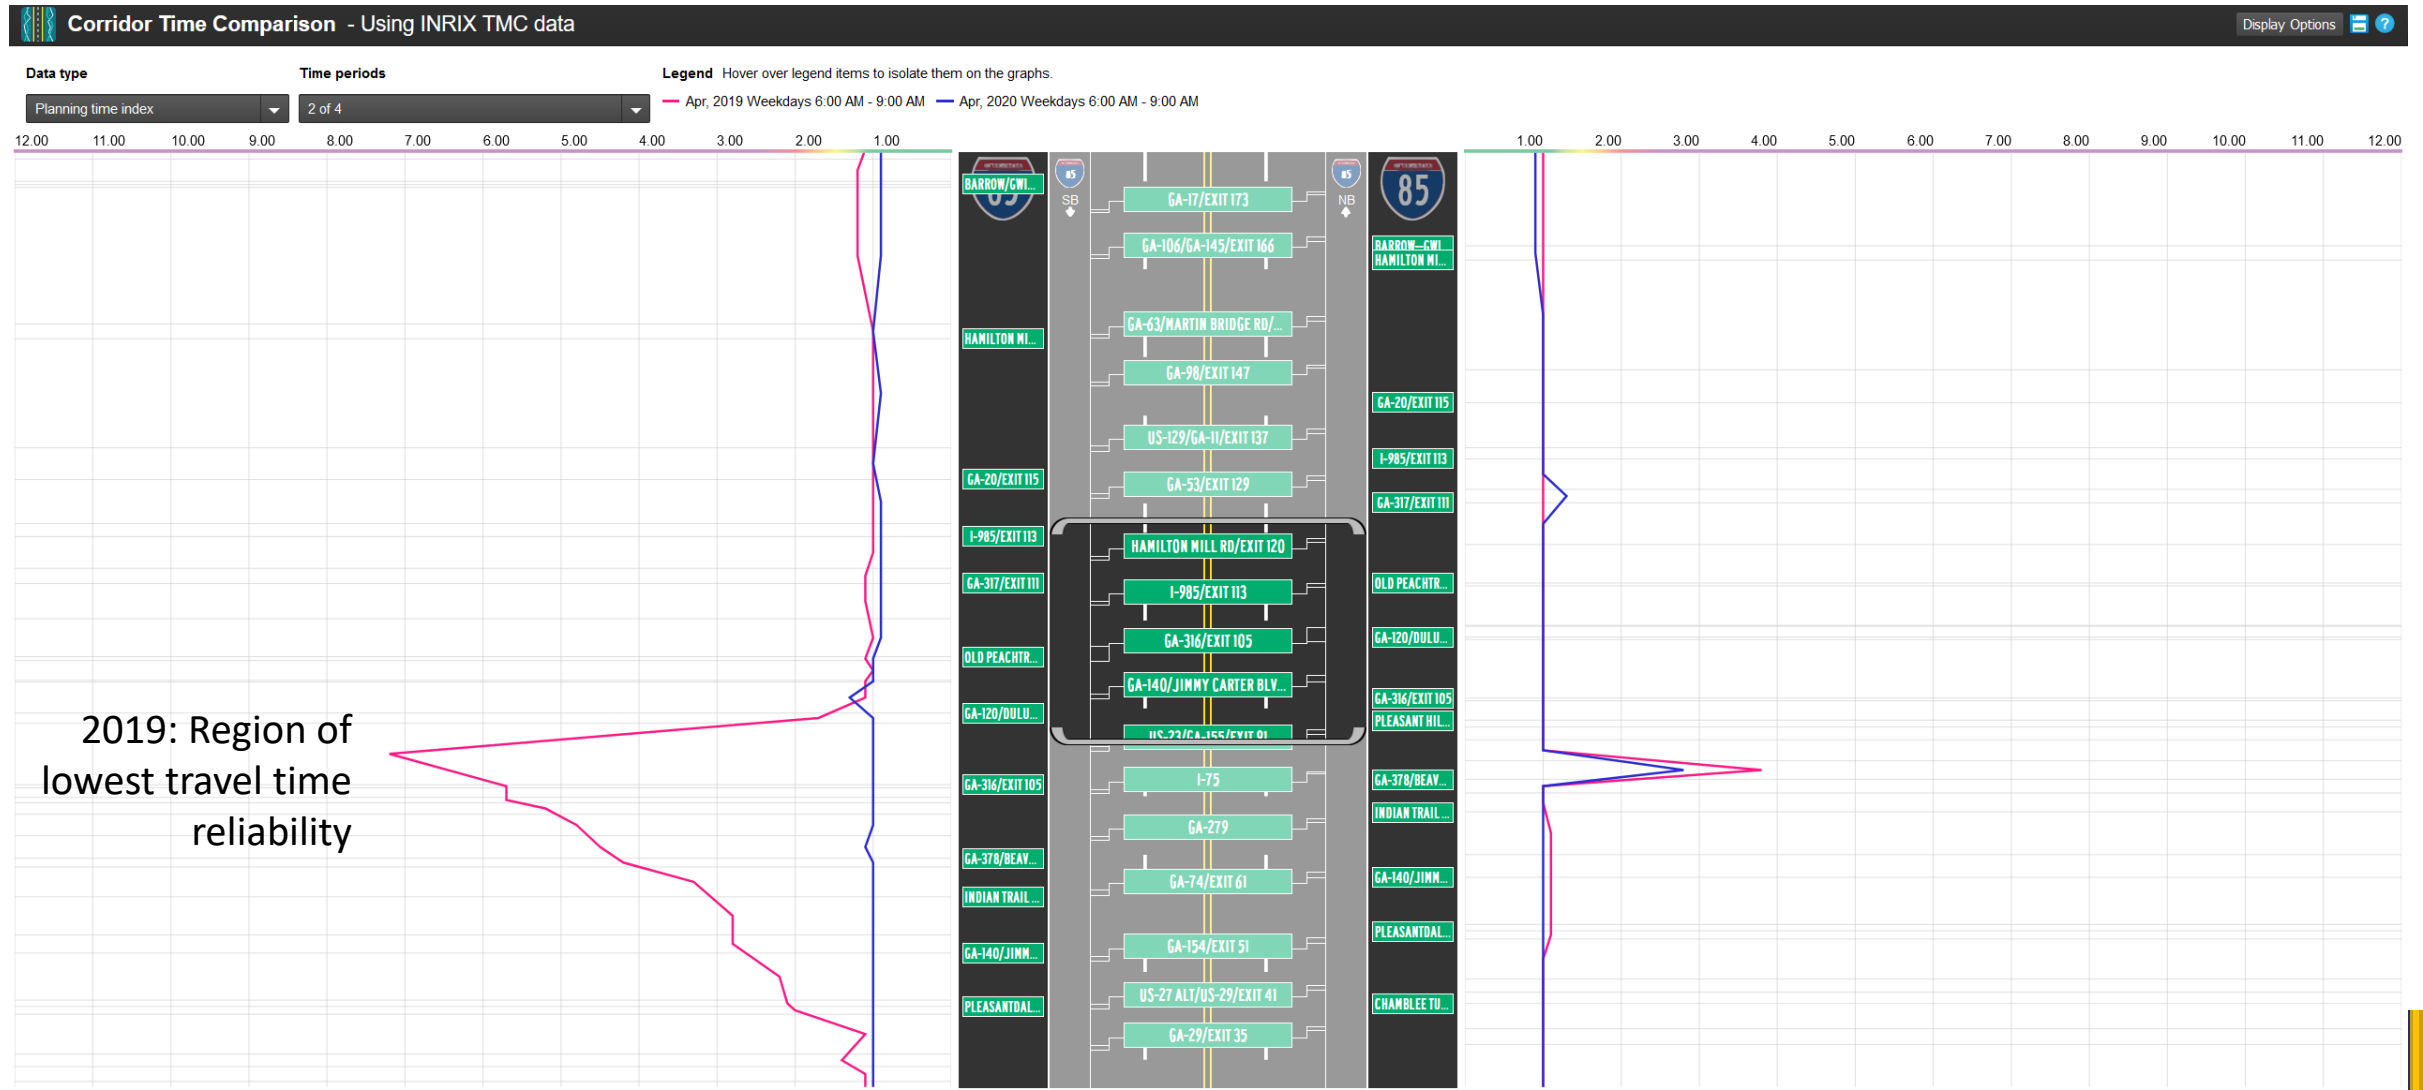 Corridor Time Comparison - Using INRIX TMC data
Display Options
?
Data type
Time periods
Legend Hover over legend items to isolate them on the graphs.
Planning time index
2 of 4
Apr, 2019 Weekdays 6:00 AM - 9:00 AM
Apr, 2020 Weekdays 6:00 AM - 9:00 AM
12.00 11.00 10.00 9.00 8.00 7.00 6.00 5.00 4.00 3.00 2.00 1.00
1.00 2.00 3.00 4.00 5.00 6.00 7.00 8.00 9.00 10.00 11.00 12.00
2019: Region of
lowest travel time
reliability
BARROW/GWI...
HAMILTON MI...
GA-20/EXIT 115
I-985/EXIT 113
GA-317/EXIT 111
OLD PEACHTR...
GA-120/DULU...
GA-316/EXIT 105
GA-378/BEAV...
INDIAN TRAIL ...
GA-140/JIMM...
PLEASANTDAL...
85
SB
85
NB
GA-17/EXIT 173
GA-106/GA-145/EXIT 166
GA-63/MARTIN BRIDGE RD/...
GA-98/EXIT 147
US-129/GA-11/EXIT 137
GA-53/EXIT 129
HAMILTON MILL RD/EXIT 120
I-985/EXIT 113
GA-316/EXIT 105
GA-140/JIMMY CARTER BLV...
US-23/GA-155/EXIT 91
I-75
GA-279
GA-74/EXIT 61
GA-154/EXIT 51
US-27 ALT/US-29/EXIT 41
GA-29/EXIT 35
85
BARROW--GWI...
HAMILTON MI...
GA-20/EXIT 115
I-985/EXIT 113
GA-317/EXIT 111
OLD PEACHTR...
GA-120/DULU...
GA-316/EXIT 105
PLEASANT HIL...
GA-378/BEAV...
INDIAN TRAIL ...
GA-140/JIMM...
PLEASANTDAL...
CHAMBLEE TU...